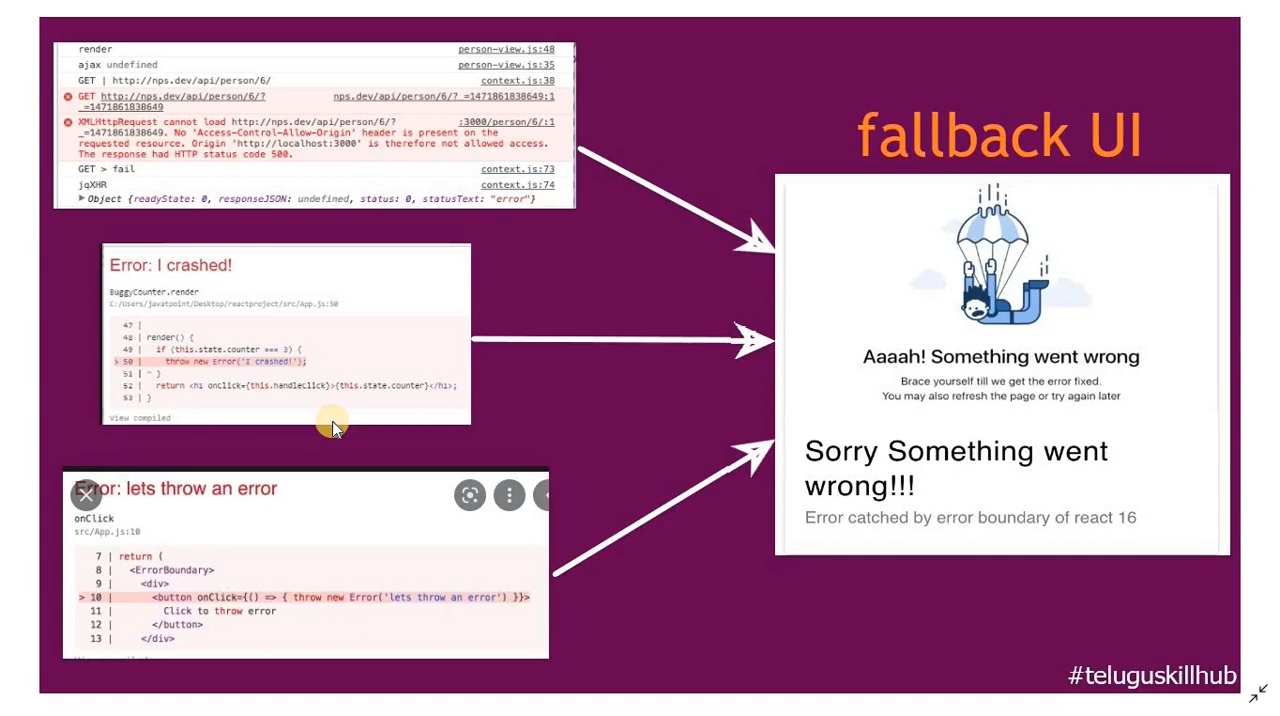 render person-view.js:48
ajax undefined person-view.js:35
GET | http://nps.dev/api/person/6/ context.js:38
GET http://nps.dev/api/person/6/? nps.dev/api/person/6/?_=1471861838649:1
_=1471861838649
XMLHttpRequest cannot load http://nps.dev/api/person/6/? :3000/person/6/:1
_=1471861838649. No 'Access-Control-Allow-Origin' header is present on the
requested resource. Origin 'http://localhost:3000' is therefore not allowed access.
The response had HTTP status code 500.
GET > fail context.js:73
jqXHR context.js:74
Object {readyState: 0, responseJSON: undefined, status: 0, statusText: "error"}
Error: I crashed!
BuggyCounter.render
C:/Users/javatpoint/Desktop/reactproject/src/App.js:50
47 |
48 | render() {
49 | if (this.state.counter === 3) {
> 50 | throw new Error('I crashed!');
51 | }
52 | return <h1 onClick={this.handleClick}>{this.state.counter}</h1>;
53 | }
View compiled
Error: lets throw an error
onClick
src/App.js:10
7 | return (
8 | <ErrorBoundary>
9 | <div>
> 10 | <button onClick={() => { throw new Error('lets throw an error') }}>
11 | Click to throw error
12 | </button>
13 | </div>
fallback UI
Aaaah! Something went wrong
Brace yourself till we get the error fixed.
You may also refresh the page or try again later
Sorry Something went
wrong!!!
Error catched by error boundary of react 16
#teluguskillhub